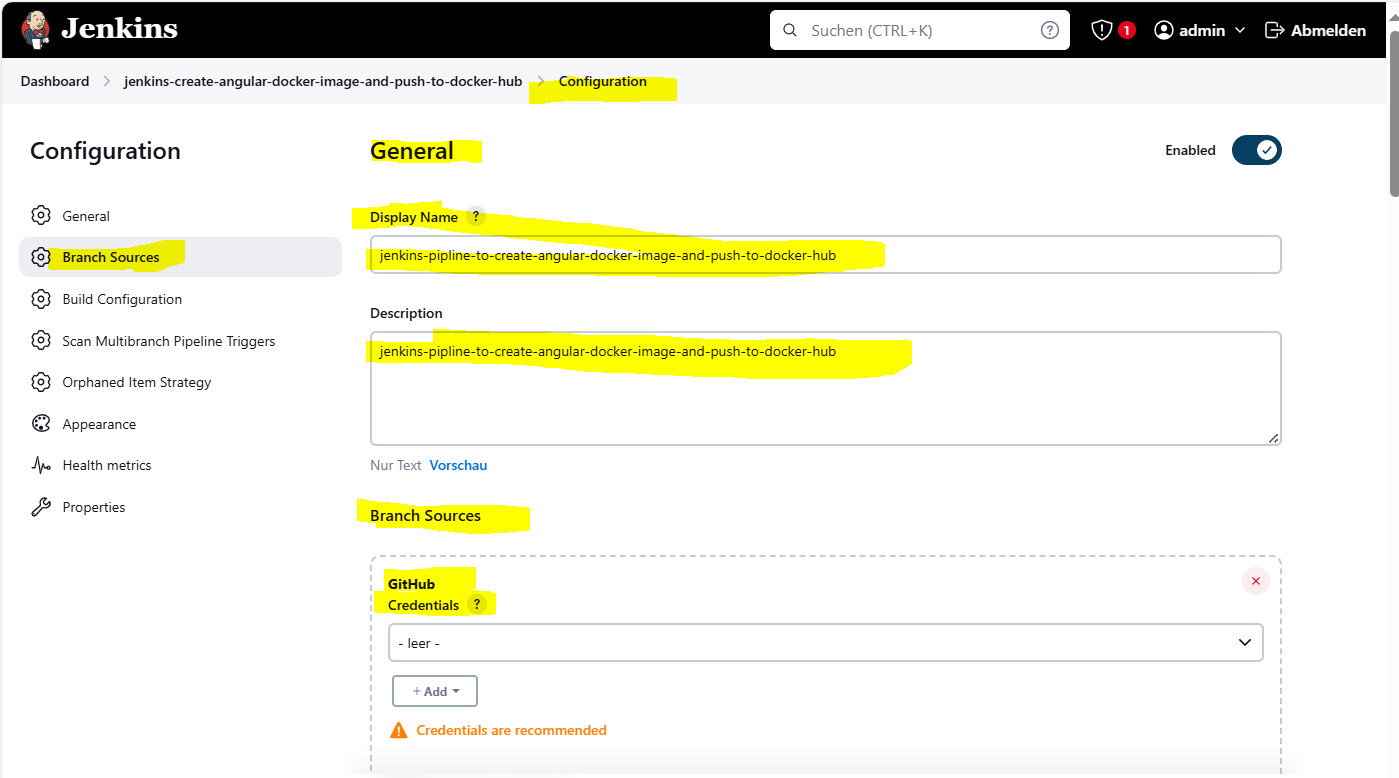 Jenkins
Suchen (CTRL+K)
?
1
admin
Abmelden
Dashboard
jenkins-create-angular-docker-image-and-push-to-docker-hub
Configuration
Configuration
General
Branch Sources
Build Configuration
Scan Multibranch Pipeline Triggers
Orphaned Item Strategy
Appearance
Health metrics
Properties
General
Enabled
Display Name ?
jenkins-pipline-to-create-angular-docker-image-and-push-to-docker-hub
Description
jenkins-pipline-to-create-angular-docker-image-and-push-to-docker-hub
Nur Text Vorschau
Branch Sources
GitHub
Credentials ?
- leer -
+ Add
Credentials are recommended